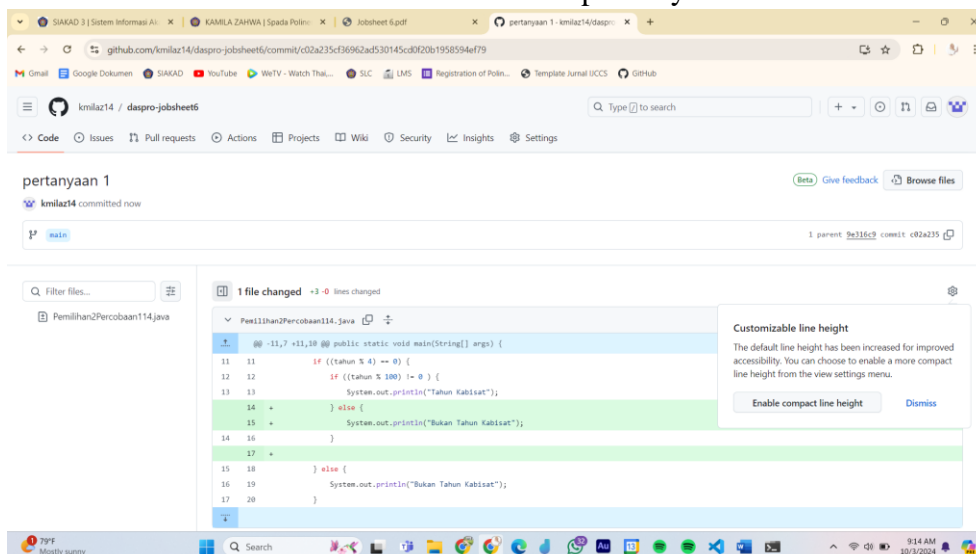 SIAKAD 3 | Sistem Informasi Ak
KAMILA ZAHWA | Spada Poline
Jobsheet 6.pdf
pertanyaan 1 · kmilaz14/daspro
github.com/kmilaz14/daspro-jobsheet6/commit/c02a235cf36962ad530145cd0f20b1958594ef79
Gmail Google Dokumen SIAKAD YouTube WeTV - Watch Thai,... SLC LMS Registration of Polin... Template Jurnal IJCCS GitHub
kmilaz14 / daspro-jobsheet6
Type / to search
Code Issues Pull requests Actions Projects Wiki Security Insights Settings
pertanyaan 1
Beta Give feedback Browse files
kmilaz14 committed now
main
1 parent 9e316c9 commit c02a235
Filter files...
1 file changed +3 -0 lines changed
Pemilihan2Percobaan114.java
Pemilihan2Percobaan114.java
@@ -11,7 +11,10 @@ public static void main(String[] args) {
11 11 if ((tahun % 4) == 0) {
12 12 if ((tahun % 100) != 0 ) {
13 13 System.out.println("Tahun Kabisat");
14 + } else {
15 + System.out.println("Bukan Tahun Kabisat");
14 16 }
17 +
15 18 } else {
16 19 System.out.println("Bukan Tahun Kabisat");
17 20 }
Customizable line height
The default line height has been increased for improved
accessibility. You can choose to enable a more compact
line height from the view settings menu.
Enable compact line height Dismiss
79°F
Mostly sunny
Search
9:14 AM
10/3/2024